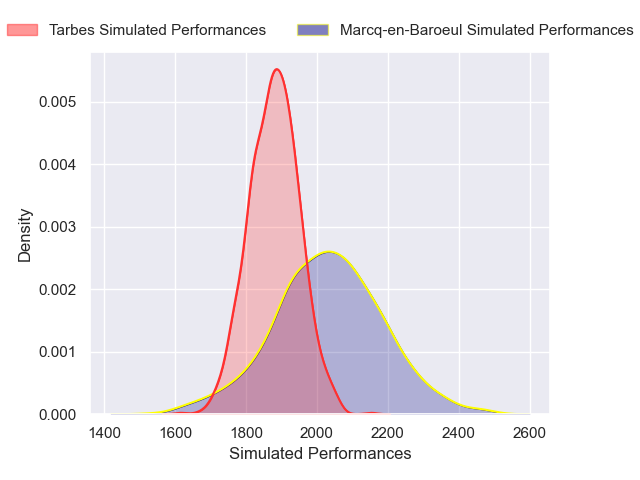 Tarbes Simulated Performances Marcq-en-Baroeul Simulated Performances
0.005
0.004
0.003
0.002
0.001
0.000
Density
1400 1600 1800 2000 2200 2400 2600
Simulated Performances